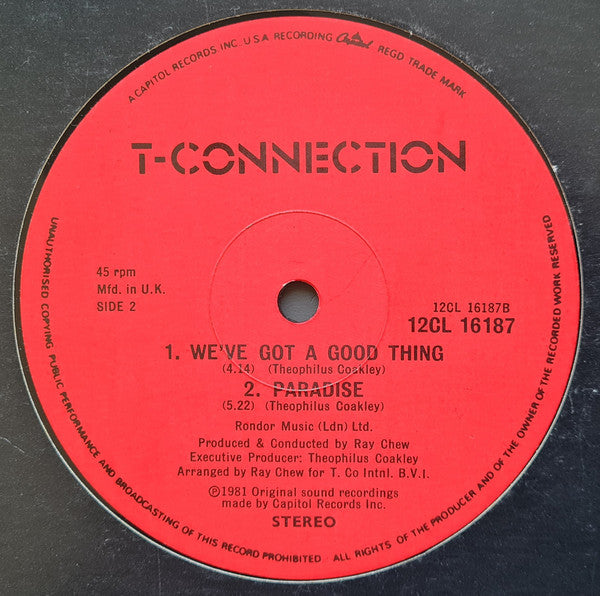 A CAPITOL RECORDS, INC. U.S.A. RECORDING Capitol REGD TRADE MARK
T-CONNECTION
45 rpm
Mfd. in U.K.
SIDE 2
12CL 16187B
12CL 16187
1. WE'VE GOT A GOOD THING
(4.14) (Theophilus Coakley)
2. PARADISE
(5.22) (Theophilus Coakley)
Rondor Music (Ldn) Ltd.
Produced & Conducted by Ray Chew
Executive Producer: Theophilus Coakley
Arranged by Ray Chew for T. Co Intnl. B.V.I.
℗1981 Original sound recordings
made by Capitol Records Inc.
STEREO
UNAUTHORISED COPYING PUBLIC PERFORMANCE AND BROADCASTING OF THIS RECORD PROHIBITED · ALL RIGHTS OF THE PRODUCER AND OF THE OWNER OF THE RECORDED WORK RESERVED